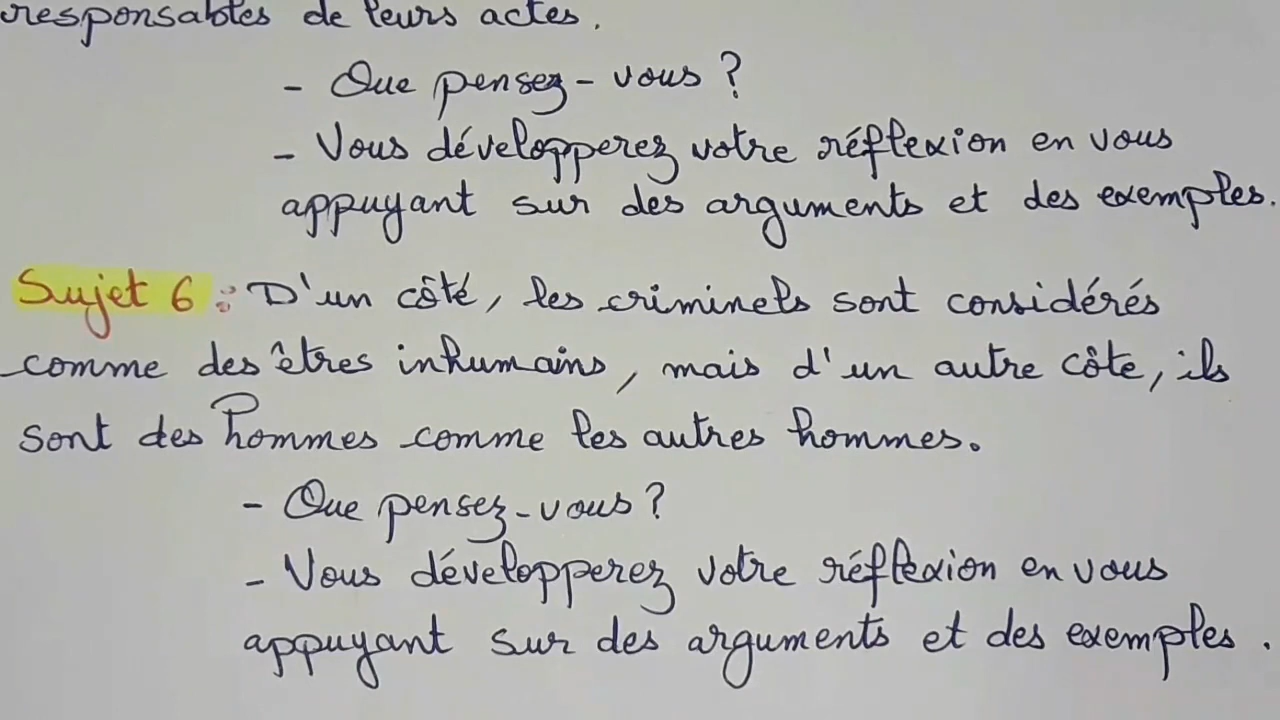 responsables de leurs actes.
- Que pensez-vous ?
- Vous développerez votre réflexion en vous
appuyant sur des arguments et des exemples.
Sujet 6 : D'un côté, les criminels sont considérés
comme des êtres inhumains, mais d'un autre côte, ils
sont des hommes comme les autres hommes.
- Que pensez-vous ?
- Vous développerez votre réflexion en vous
appuyant sur des arguments et des exemples.